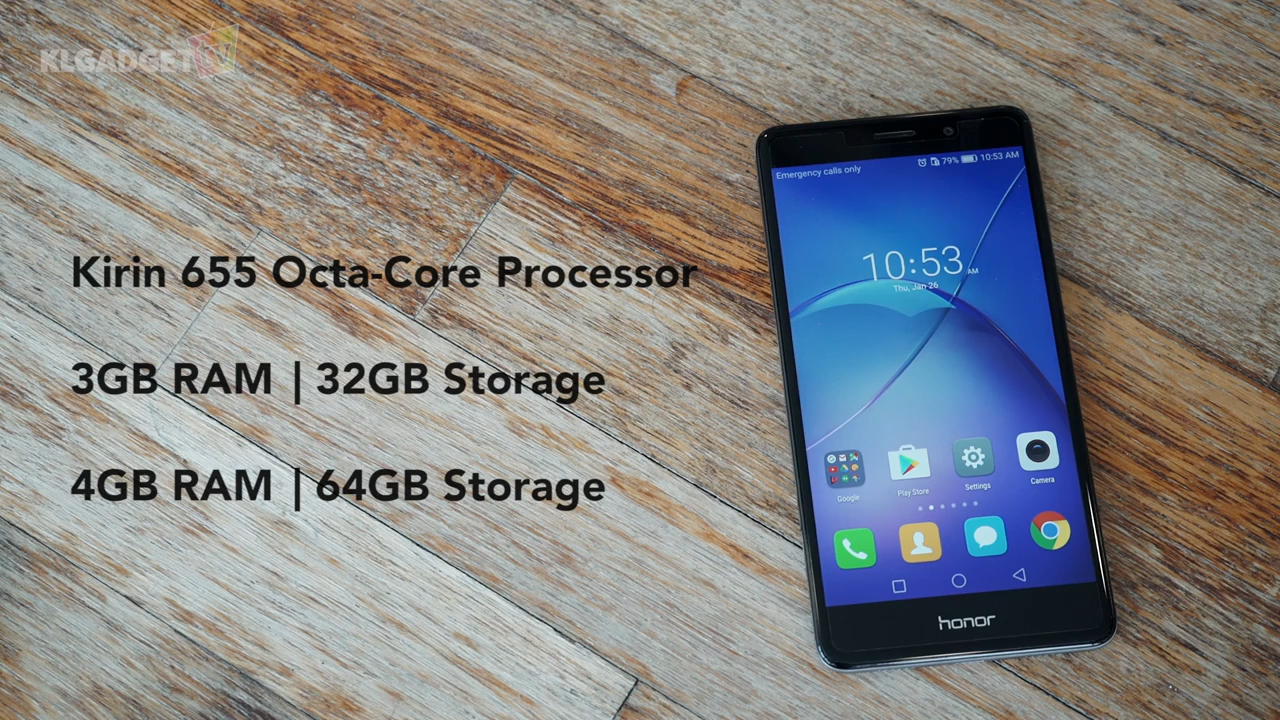 KLGADGETTV
Kirin 655 Octa-Core Processor
3GB RAM | 32GB Storage
4GB RAM | 64GB Storage
Emergency calls only
79% 10:53 AM
10:53 AM
Thu, Jan 26
Google
Play Store
Settings
Camera
honor